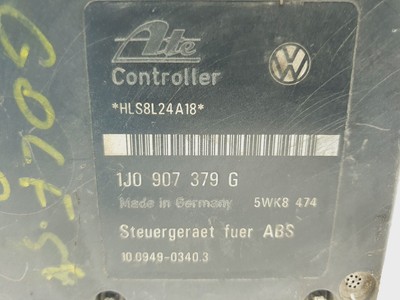 Ate
Controller
*HLS8L24A18*
1J0 907 379 G
Made in Germany 5WK8 474
Steuergeraet fuer ABS
10.0949-0340.3
GOLF